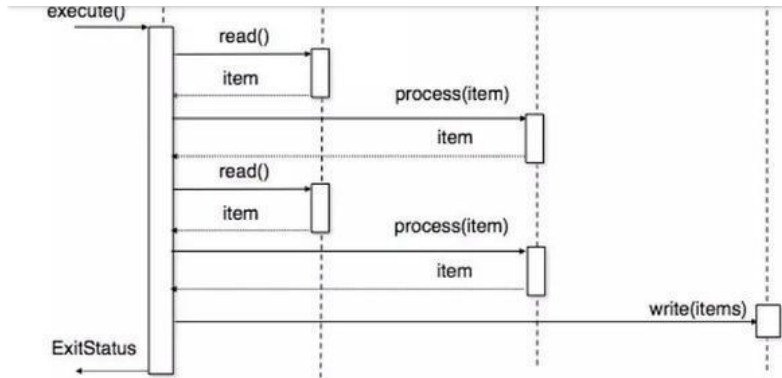 execute()
read()
item
process(item)
item
read()
item
process(item)
item
write(items)
ExitStatus